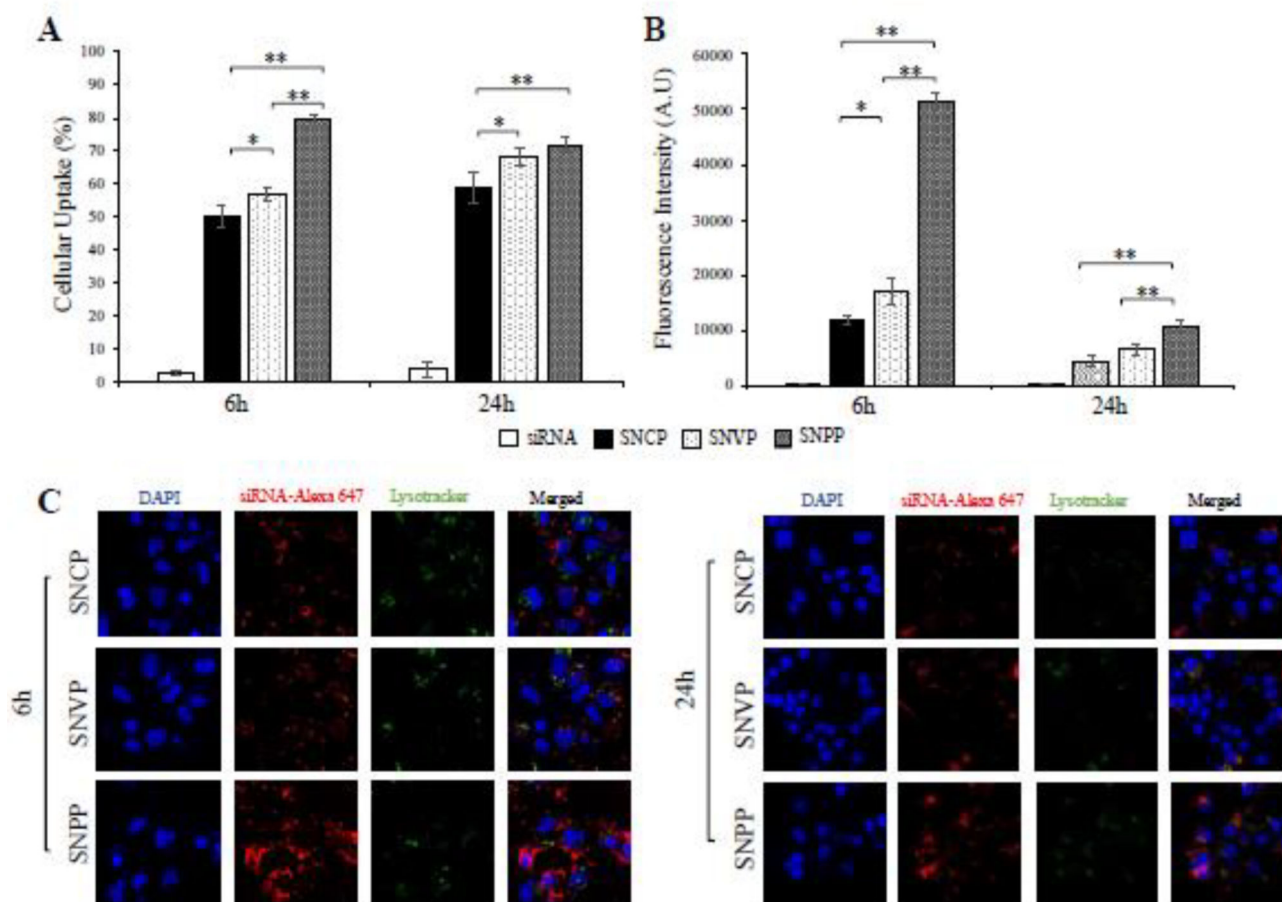 A
100
90
80
70
60
50
40
30
20
10
0
Cellular Uptake (%)
**
**
*
**
*
6h
24h
B
60000
50000
40000
30000
20000
10000
0
Fluorescence Intensity (A.U)
**
**
*
**
**
6h
24h
siRNA SNCP SNVP SNPP
C
DAPI siRNA-Alexa 647 Lysotracker Merged
6h
SNCP
SNVP
SNPP
DAPI siRNA-Alexa 647 Lysotracker Merged
24h
SNCP
SNVP
SNPP